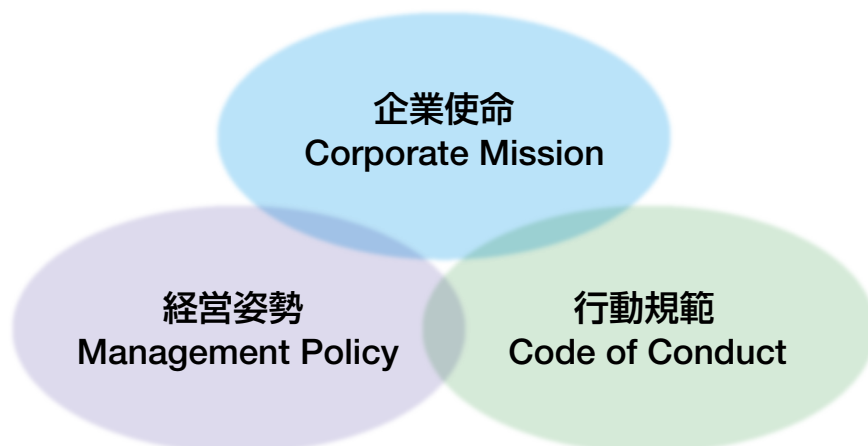 企業使命
Corporate Mission
経営姿勢
Management Policy
行動規範
Code of Conduct